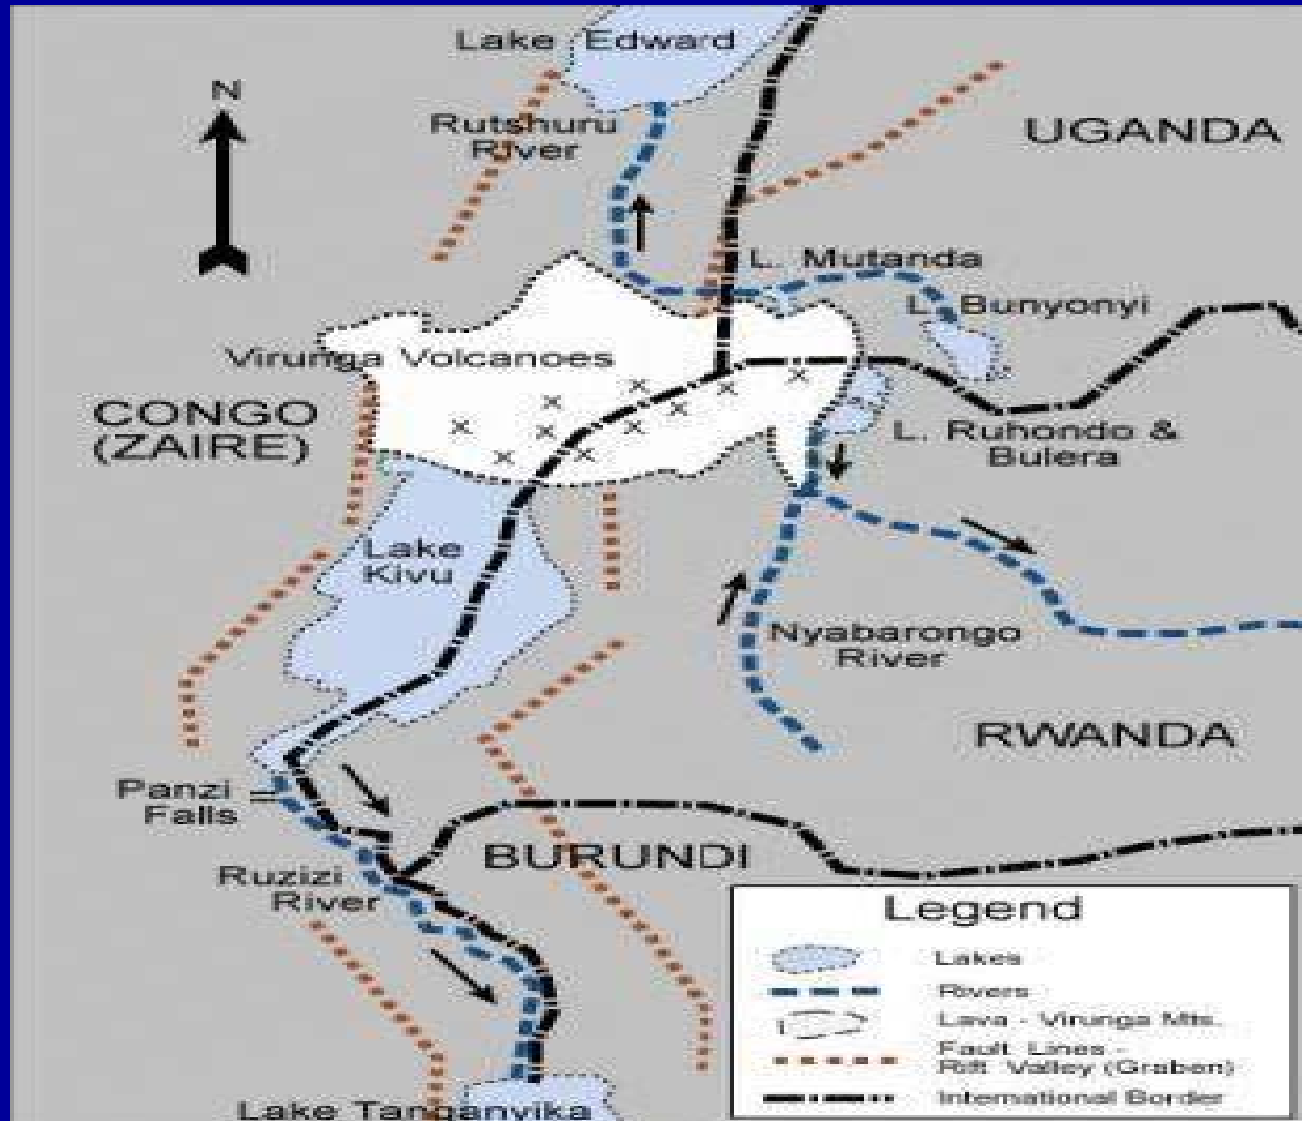 Lake Edward
N
Rutshuru
River
UGANDA
L. Mutanda
L. Bunyonyi
Virunga Volcanoes
CONGO
(ZAIRE)
L. Ruhondo &
Bulera
Lake
Kivu
Nyabarongo
River
RWANDA
Panzi
Falls
BURUNDI
Ruzizi
River
Legend
Lakes
Rivers
Lava - Virunga Mts.
Fault Lines -
Rift Valley (Graben)
International Border
Lake Tanganyika